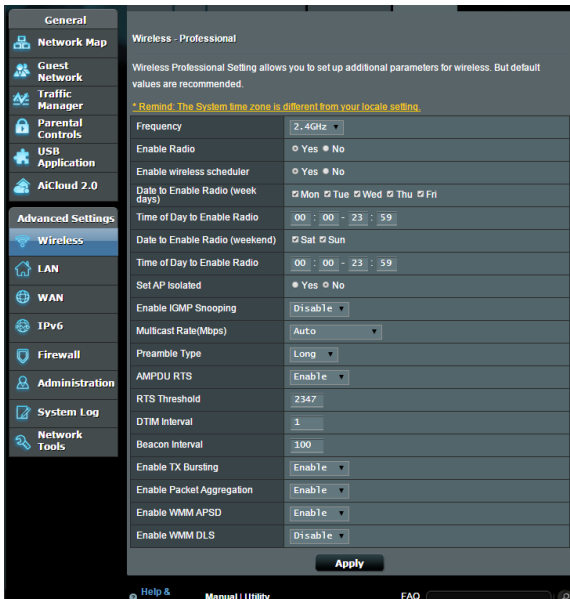 General
Network Map
Guest
Network
Traffic
Manager
Parental
Controls
USB
Application
AiCloud 2.0
Advanced Settings
Wireless
LAN
WAN
IPv6
Firewall
Administration
System Log
Network
Tools
Wireless - Professional
Wireless Professional Setting allows you to set up additional parameters for wireless. But default
values are recommended.
* Remind: The System time zone is different from your locale setting.
Frequency 2.4GHz
Enable Radio Yes No
Enable wireless scheduler Yes No
Date to Enable Radio (week
days) Mon Tue Wed Thu Fri
Time of Day to Enable Radio 00 : 00 - 23 : 59
Date to Enable Radio (weekend) Sat Sun
Time of Day to Enable Radio 00 : 00 - 23 : 59
Set AP Isolated Yes No
Enable IGMP Snooping Disable
Multicast Rate(Mbps) Auto
Preamble Type Long
AMPDU RTS Enable
RTS Threshold 2347
DTIM Interval 1
Beacon Interval 100
Enable TX Bursting Enable
Enable Packet Aggregation Enable
Enable WMM APSD Enable
Enable WMM DLS Disable
Apply
Help &
Manual | Utility FAQ